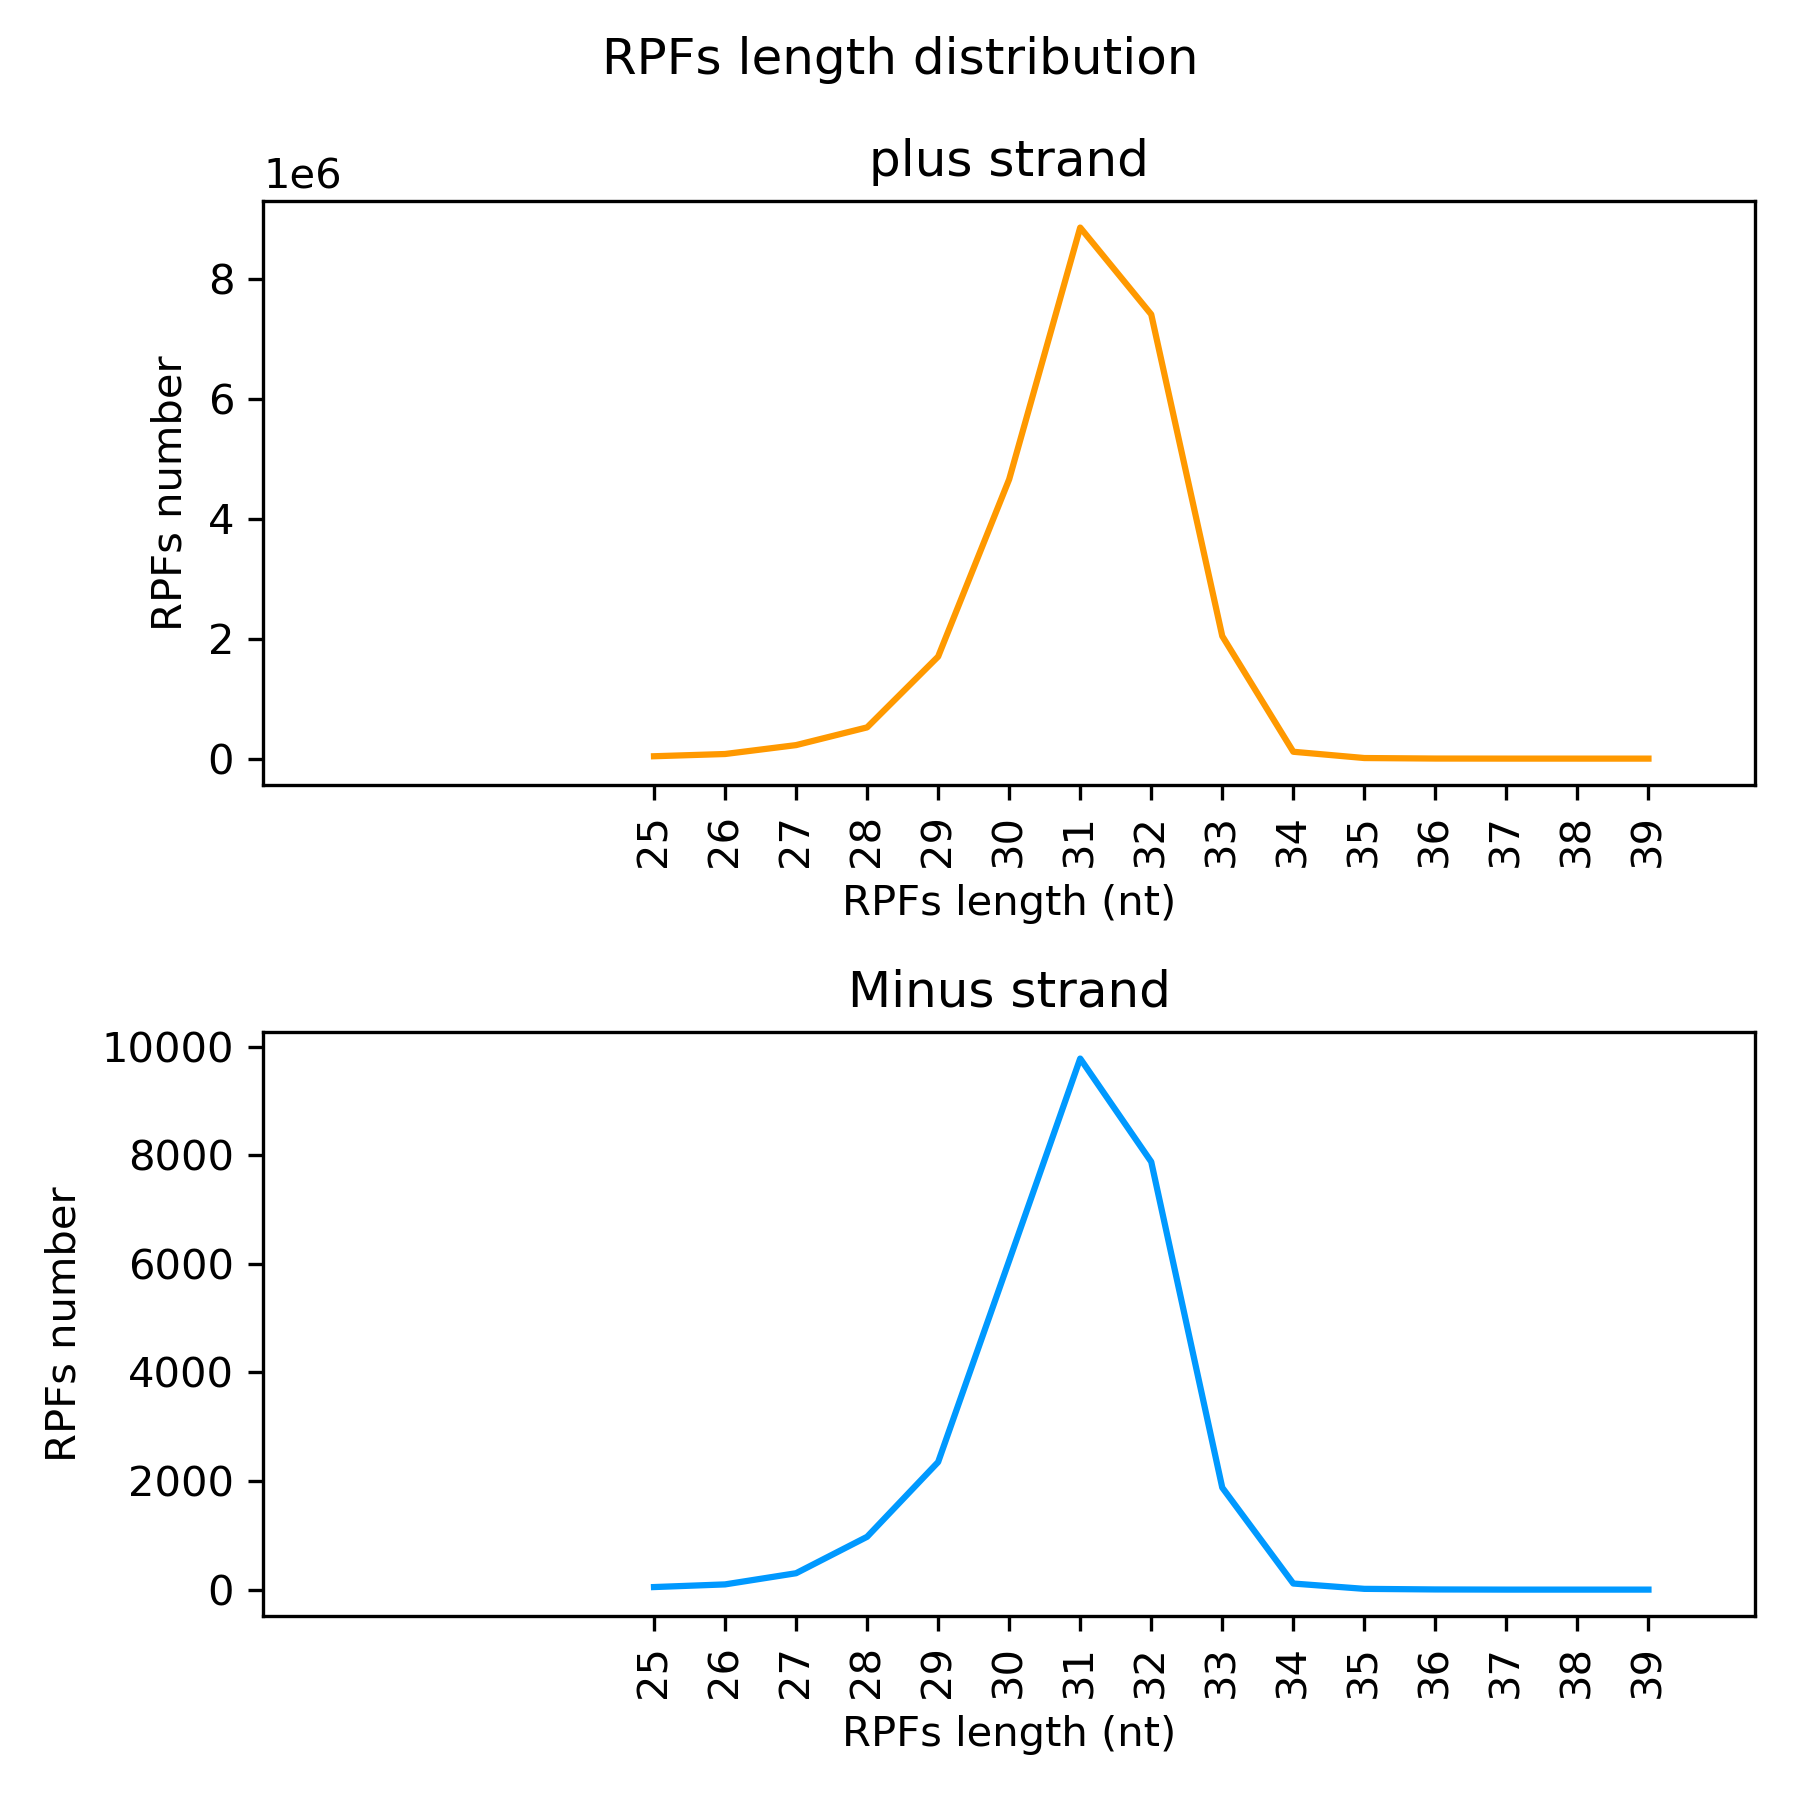 RPFs length distribution
plus strand
1e6
8
6
4
2
0
RPFs number
25 26 27 28 29 30 31 32 33 34 35 36 37 38 39
RPFs length (nt)
Minus strand
10000
8000
6000
4000
2000
0
RPFs number
25 26 27 28 29 30 31 32 33 34 35 36 37 38 39
RPFs length (nt)